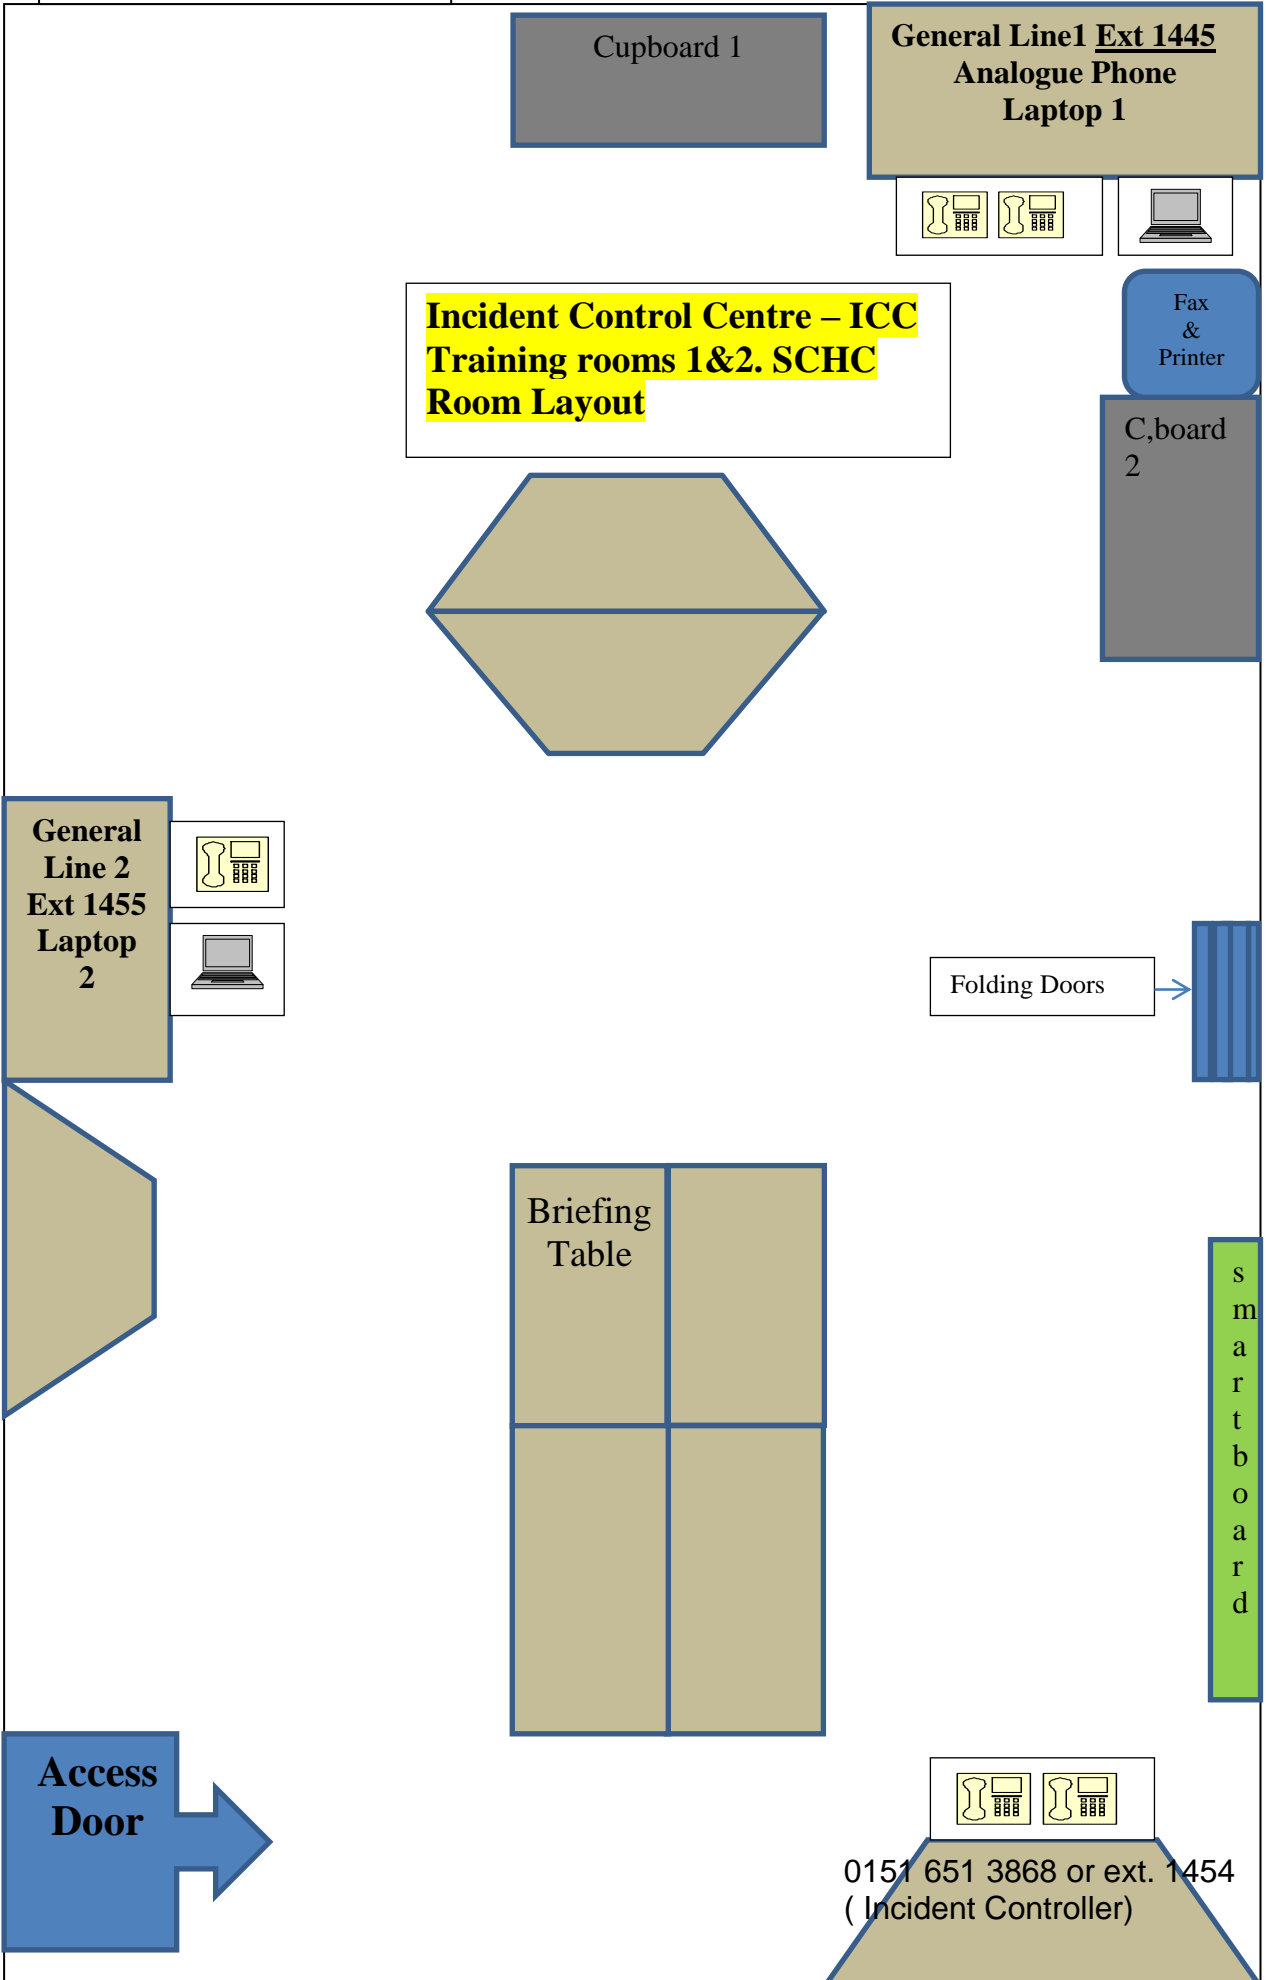 Cupboard 1
General Line1 Ext 1445
Analogue Phone
Laptop 1
Incident Control Centre – ICC
Training rooms 1&2. SCHC
Room Layout
Fax
&
Printer
C,board
2
General
Line 2
Ext 1455
Laptop
2
Folding Doors
Briefing
Table
s
m
a
r
t
b
o
a
r
d
Access
Door
0151 651 3868 or ext. 1454
( Incident Controller)